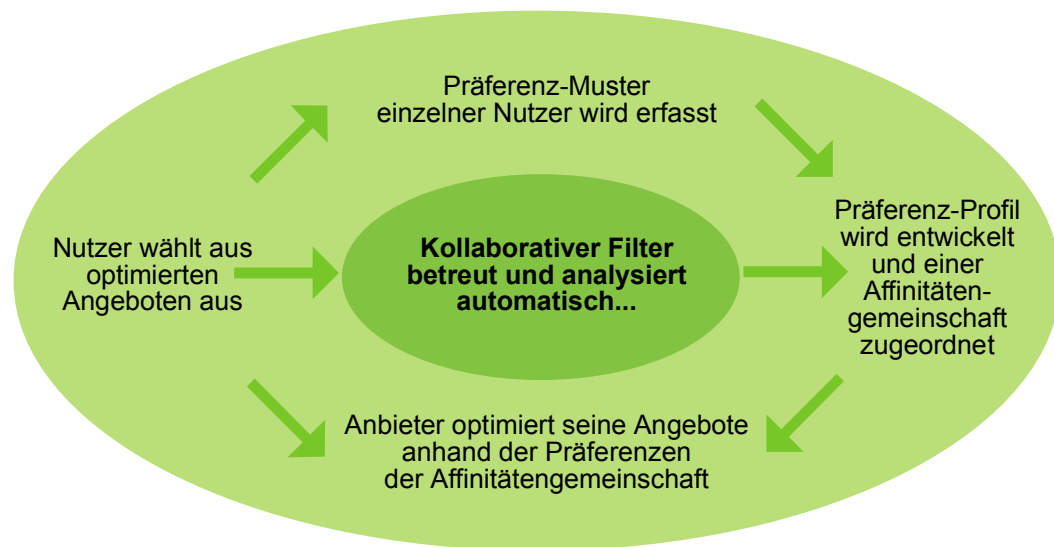 Präferenz-Muster
einzelner Nutzer wird erfasst
Nutzer wählt aus
optimierten
Angeboten aus
Kollaborativer Filter
betreut und analysiert
automatisch...
Präferenz-Profil
wird entwickelt
und einer
Affinitäten-
gemeinschaft
zugeordnet
Anbieter optimiert seine Angebote
anhand der Präferenzen
der Affinitätengemeinschaft